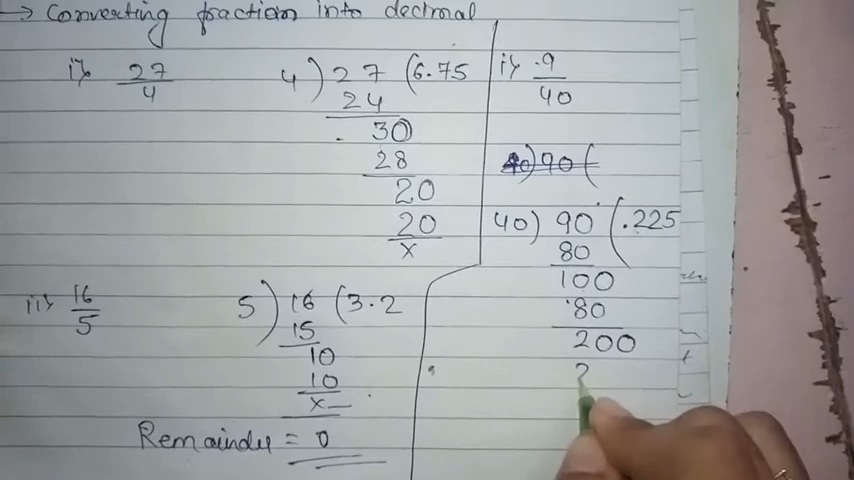 → Converting fraction into decimal
i) 27/4
4 ) 27 ( 6.75
24
30
28
20
20
x
ii) 16/5
5 ) 16 ( 3.2
15
10
10
x
Remainder = 0
i) 9/40
40 ) 90 (
40 ) 90 ( .225
80
100
80
200
2